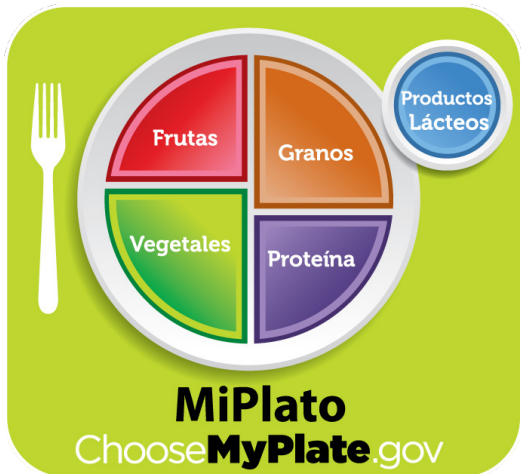 Productos
Lácteos
Frutas
Granos
Vegetales
Proteína
MiPlato
ChooseMyPlate.gov